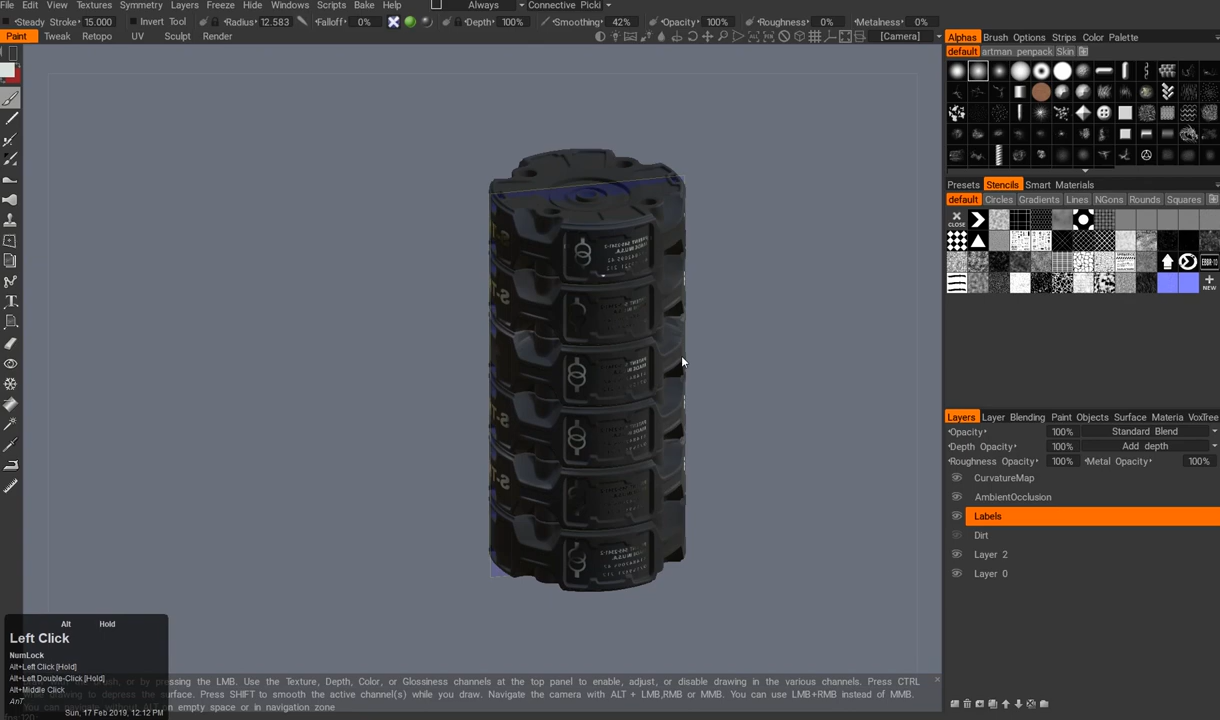 File Edit View Textures Symmetry Layers Freeze Hide Windows Scripts Bake Help Always Connective Picki
Steady Stroke 15.000 Invert Tool Radius 12.583 Falloff 0% Depth 100% Smoothing 42% Opacity 100% Roughness 0% Metalness 0%
Paint Tweak Retopo UV Sculpt Render [Camera]
Alphas Brush Options Strips Color Palette
default artman penpack Skin
Presets Stencils Smart Materials
default Circles Gradients Lines NGons Rounds Squares
CLOSE
NEW
Layers Layer Blending Paint Objects Surface Materia VoxTree
Opacity 100% Standard Blend
Depth Opacity 100% Add depth
Roughness Opacity 100% Metal Opacity 100%
CurvatureMap
AmbientOcclusion
Labels
Dirt
Layer 2
Layer 0
Alt Hold
Left Click
NumLock
Alt+Left Click [Hold]
Alt+Left Double-Click [Hold]
Alt+Middle Click
Sun, 17 Feb 2019, 12:12 PM
brush, or by pressing the LMB. Use the Texture, Depth, Color, or Glossiness channels at the top panel to enable, adjust, or disable drawing in the various channels. Press CTRL
to depress the surface. Press SHIFT to smooth the active channel(s) while you draw. Navigate the camera with ALT + LMB,RMB or MMB. You can use LMB+RMB instead of MMB.
empty space or in navigation zone